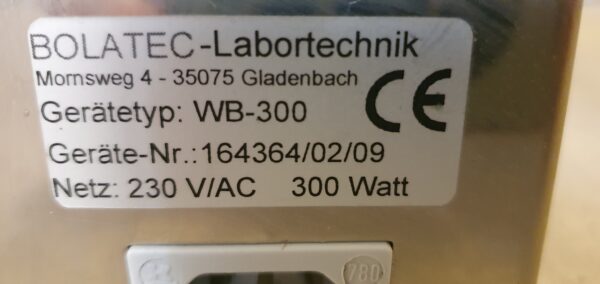 BOLATEC-Labortechnik
Mornsweg 4 - 35075 Gladenbach
CE
Gerätetyp: WB-300
Geräte-Nr.:164364/02/09
Netz: 230 V/AC 300 Watt
780